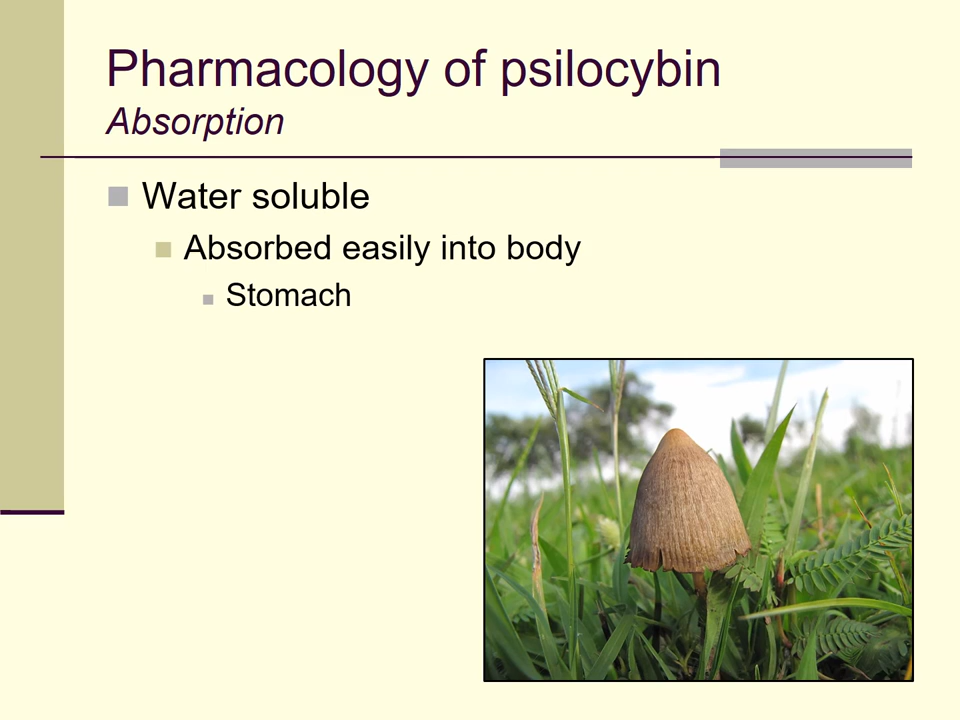 Pharmacology of psilocybin
Absorption
Water soluble
Absorbed easily into body
Stomach